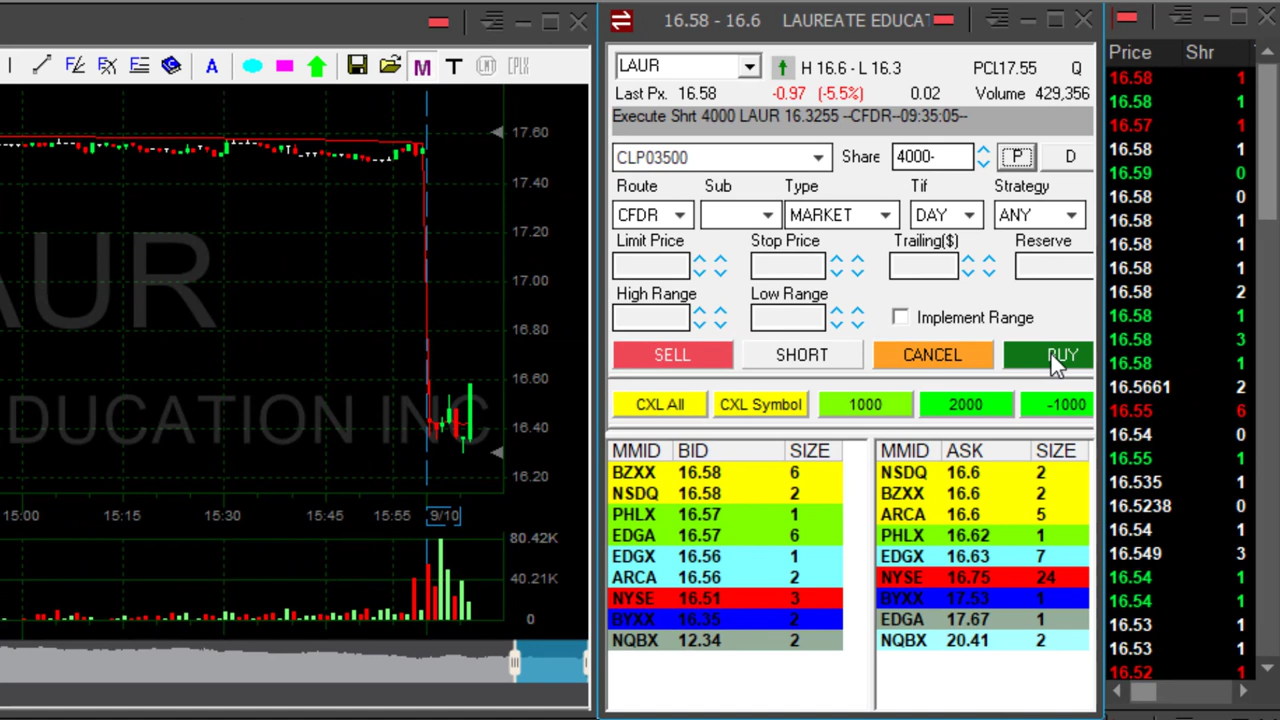 16.58 - 16.6 LAUREATE EDUCAT
A M T
LAUR
EDUCATION INC
17.60
17.40
17.20
17.00
16.80
16.60
16.40
16.20
15:00 15:15 15:30 15:45 15:55 9/10
80.42K
40.21K
0
LAUR H 16.6 - L 16.3 PCL17.55 Q
Last Px. 16.58 -0.97 (-5.5%) 0.02 Volume 429,356
Execute Shrt 4000 LAUR 16.3255 --CFDR--09:35:05--
CLP03500 Share 4000- P D
Route Sub Type Tif Strategy
CFDR MARKET DAY ANY
Limit Price Stop Price Trailing($) Reserve
High Range Low Range
Implement Range
SELL SHORT CANCEL BUY
CXL All CXL Symbol 1000 2000 -1000
MMID BID SIZE
BZXX 16.58 6
NSDQ 16.58 2
PHLX 16.57 1
EDGA 16.57 6
EDGX 16.56 1
ARCA 16.56 2
NYSE 16.51 3
BYXX 16.35 2
NQBX 12.34 2
MMID ASK SIZE
NSDQ 16.6 2
BZXX 16.6 2
ARCA 16.6 5
PHLX 16.62 1
EDGX 16.63 7
NYSE 16.75 24
BYXX 17.53 1
EDGA 17.67 1
NQBX 20.41 2
Price Shr
16.58 1
16.58 1
16.57 1
16.58 1
16.59 0
16.58 0
16.58 1
16.58 1
16.58 1
16.58 2
16.58 1
16.58 3
16.58 1
16.5661 2
16.55 6
16.54 0
16.55 1
16.535 1
16.5238 0
16.54 1
16.549 3
16.54 1
16.54 1
16.53 1
16.53 1
16.52 1